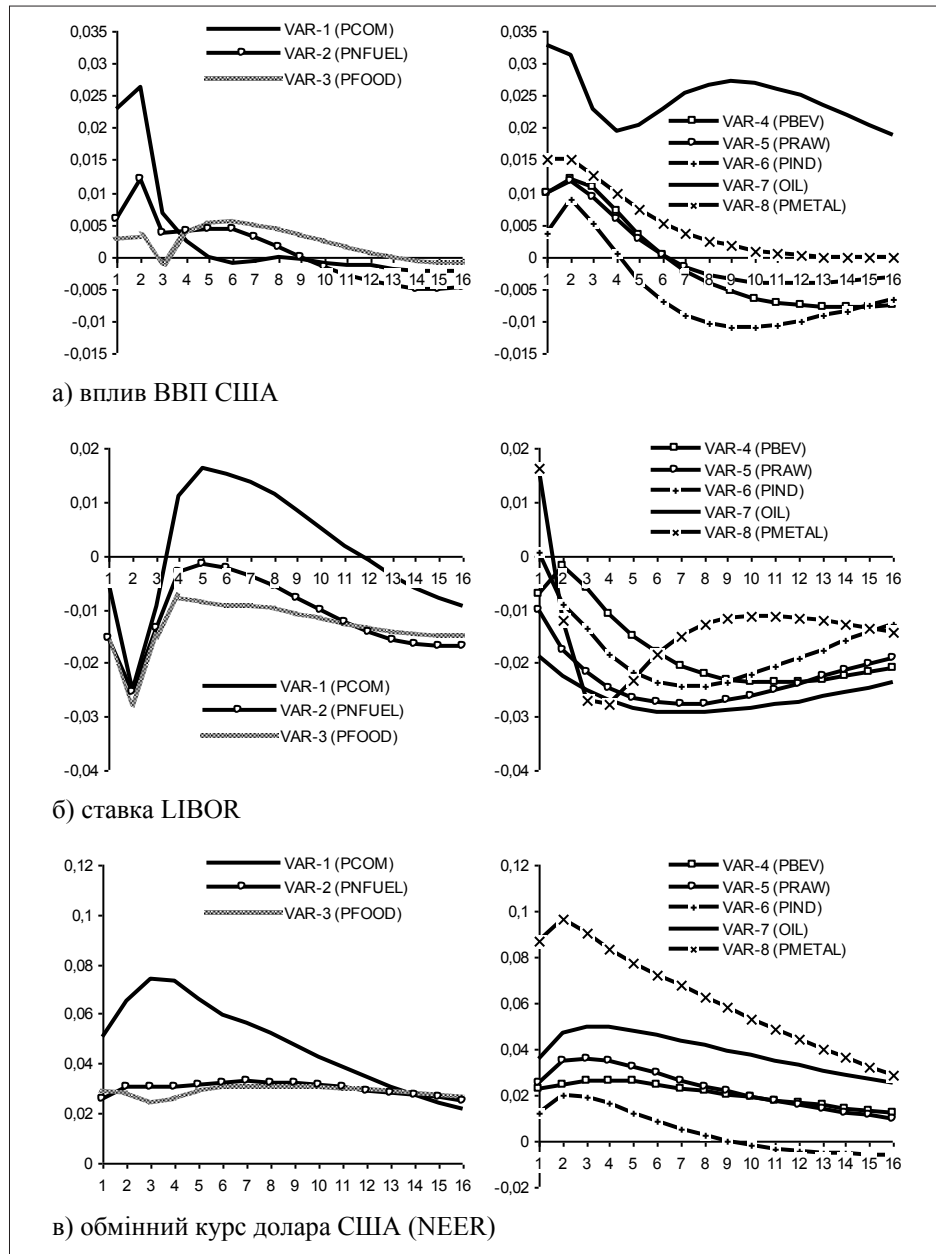 0,035
0,03
0,025
0,02
0,015
0,01
0,005
0
-0,005
-0,01
-0,015
VAR-1 (PCOM)
VAR-2 (PNFUEL)
VAR-3 (PFOOD)
1 2 3 4 5 6 7 8 9 10 11 12 13 14 15 16
0,035
0,03
0,025
0,02
0,015
0,01
0,005
0
-0,005
-0,01
-0,015
VAR-4 (PBEV)
VAR-5 (PRAW)
VAR-6 (PIND)
VAR-7 (OIL)
VAR-8 (PMETAL)
1 2 3 4 5 6 7 8 9 10 11 12 13 14 15 16
а) вплив ВВП США
0,02
0,01
0
-0,01
-0,02
-0,03
-0,04
1 2 3 4 5 6 7 8 9 10 11 12 13 14 15 16
VAR-1 (PCOM)
VAR-2 (PNFUEL)
VAR-3 (PFOOD)
0,02
0,01
0
-0,01
-0,02
-0,03
-0,04
VAR-4 (PBEV)
VAR-5 (PRAW)
VAR-6 (PIND)
VAR-7 (OIL)
VAR-8 (PMETAL)
1 2 3 4 5 6 7 8 9 10 11 12 13 14 15 16
б) ставка LIBOR
0,12
0,1
0,08
0,06
0,04
0,02
0
VAR-1 (PCOM)
VAR-2 (PNFUEL)
VAR-3 (PFOOD)
1 2 3 4 5 6 7 8 9 10 11 12 13 14 15 16
0,12
0,1
0,08
0,06
0,04
0,02
0
-0,02
VAR-4 (PBEV)
VAR-5 (PRAW)
VAR-6 (PIND)
VAR-7 (OIL)
VAR-8 (PMETAL)
1 2 3 4 5 6 7 8 9 10 11 12 13 14 15 16
в) обмінний курс долара США (NEER)